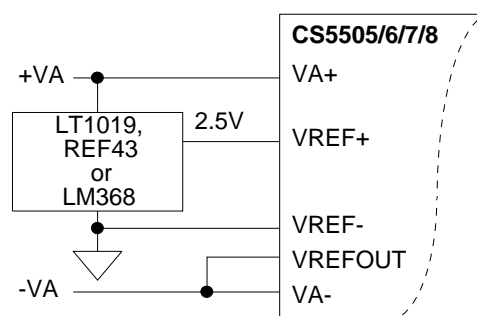 CS5505/6/7/8
+VA
VA+
LT1019,
REF43
or
LM368
2.5V
VREF+
VREF-
VREFOUT
-VA
VA-